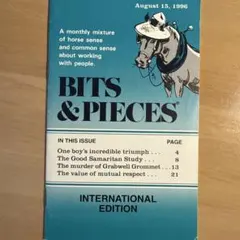 August 15, 1996
A monthly mixture
of horse sense
and common sense
about working
with people.
BITS
& PIECES
IN THIS ISSUE PAGE
One boy's incredible triumph . . . 4
The Good Samaritan Study . . . 8
The murder of Grabwell Grommet . . . 13
The value of mutual respect . . . 21
INTERNATIONAL
EDITION